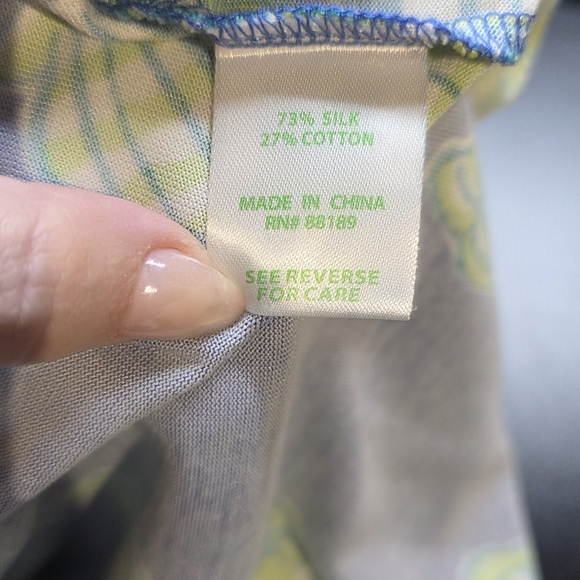 73% SILK
27% COTTON
MADE IN CHINA
RN# 88189
SEE REVERSE
FOR CARE